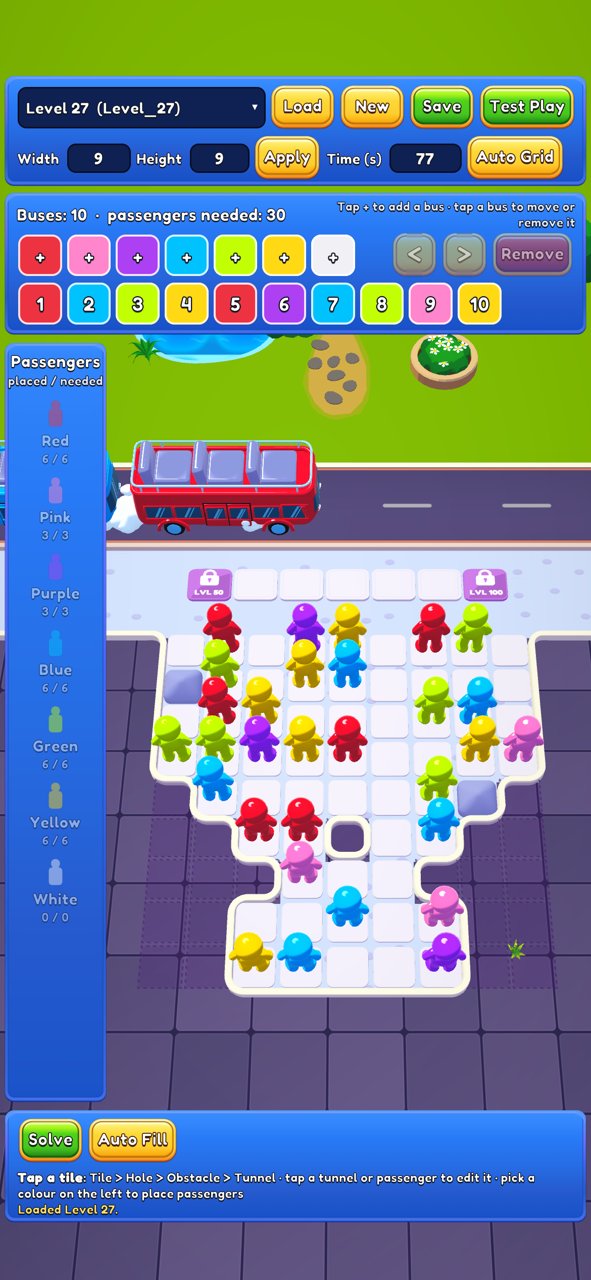 Level 27 (Level_27)
Load
New
Save
Test Play
Width
9
Height
9
Apply
Time (s)
77
Auto Grid
Buses: 10 · passengers needed: 30
Tap + to add a bus · tap a bus to move or
remove it
+ + + + + + +
< > Remove
1 2 3 4 5 6 7 8 9 10
Passengers
placed / needed
Red
6 / 6
Pink
3 / 3
Purple
3 / 3
Blue
6 / 6
Green
6 / 6
Yellow
6 / 6
White
0 / 0
LVL 50
LVL 100
Solve
Auto Fill
Tap a tile: Tile > Hole > Obstacle > Tunnel · tap a tunnel or passenger to edit it · pick a
colour on the left to place passengers
Loaded Level 27.